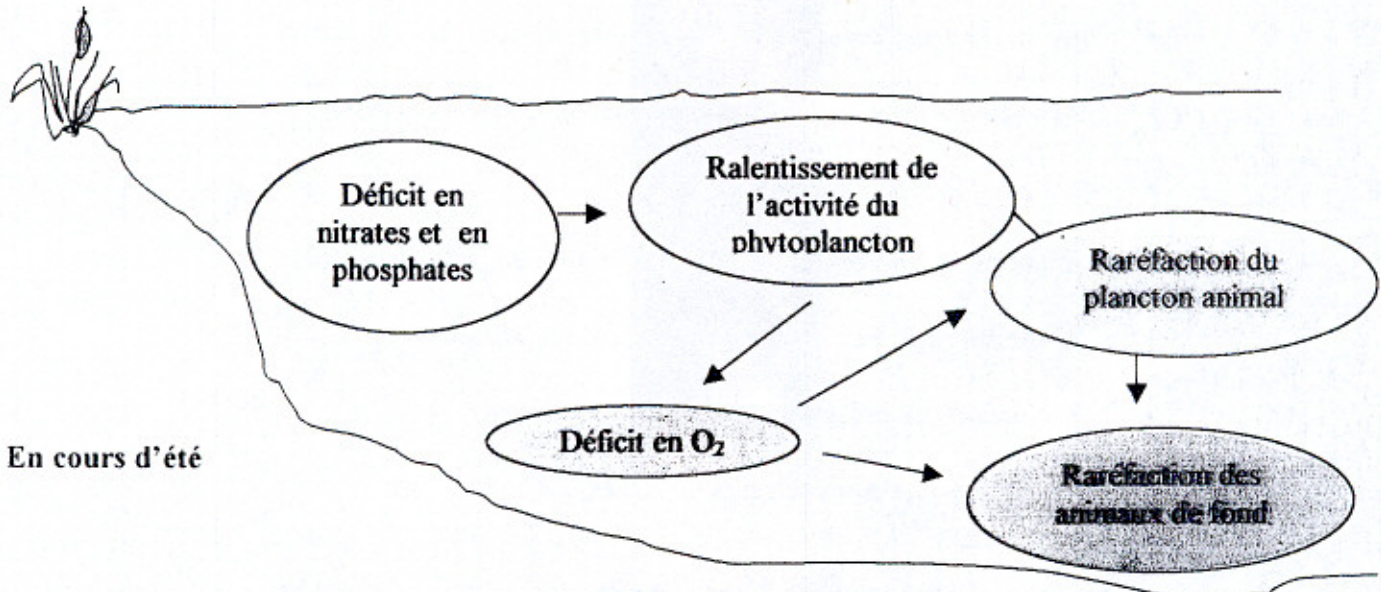 Déficit en
nitrates et en
phosphates
Ralentissement de
l'activité du
phytoplancton
Raréfaction du
plancton animal
Déficit en O₂
En cours d'été
Raréfaction des
animaux de fond